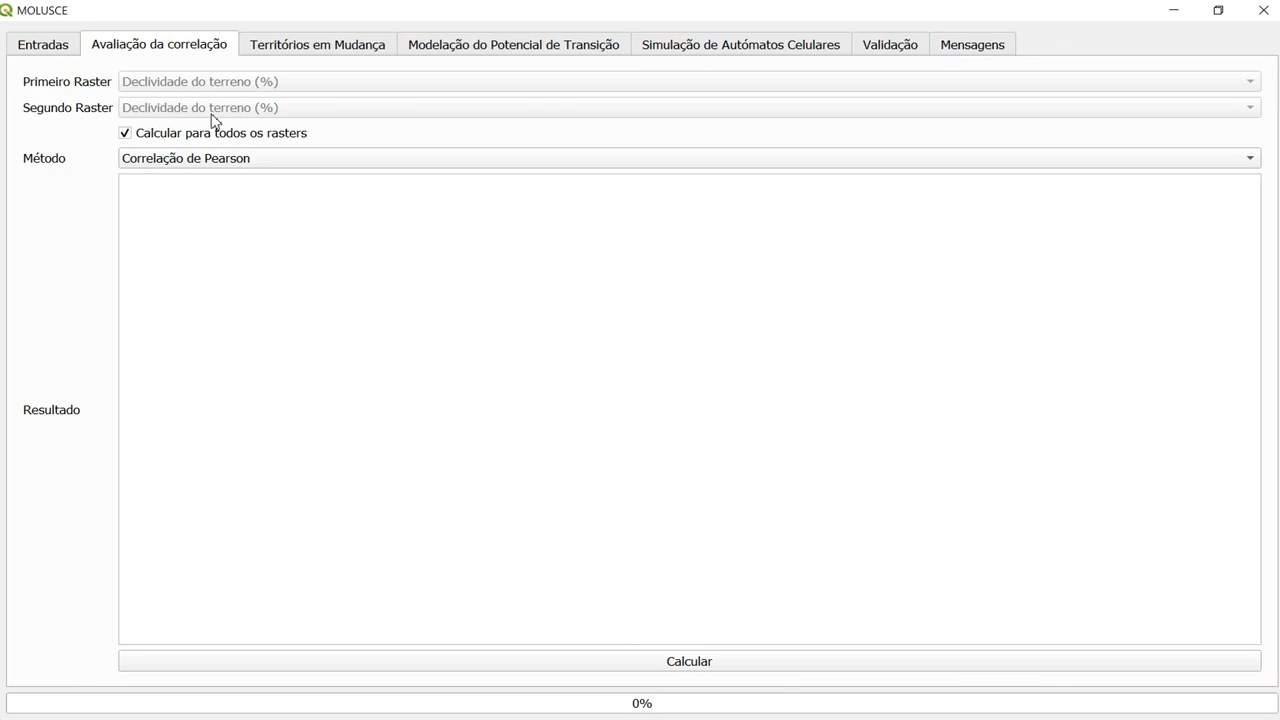 MOLUSCE
Entradas Avaliação da correlação Territórios em Mudança Modelação do Potencial de Transição Simulação de Autómatos Celulares Validação Mensagens
Primeiro Raster Declividade do terreno (%)
Segundo Raster Declividade do terreno (%)
Calcular para todos os rasters
Método Correlação de Pearson
Resultado
Calcular
0%